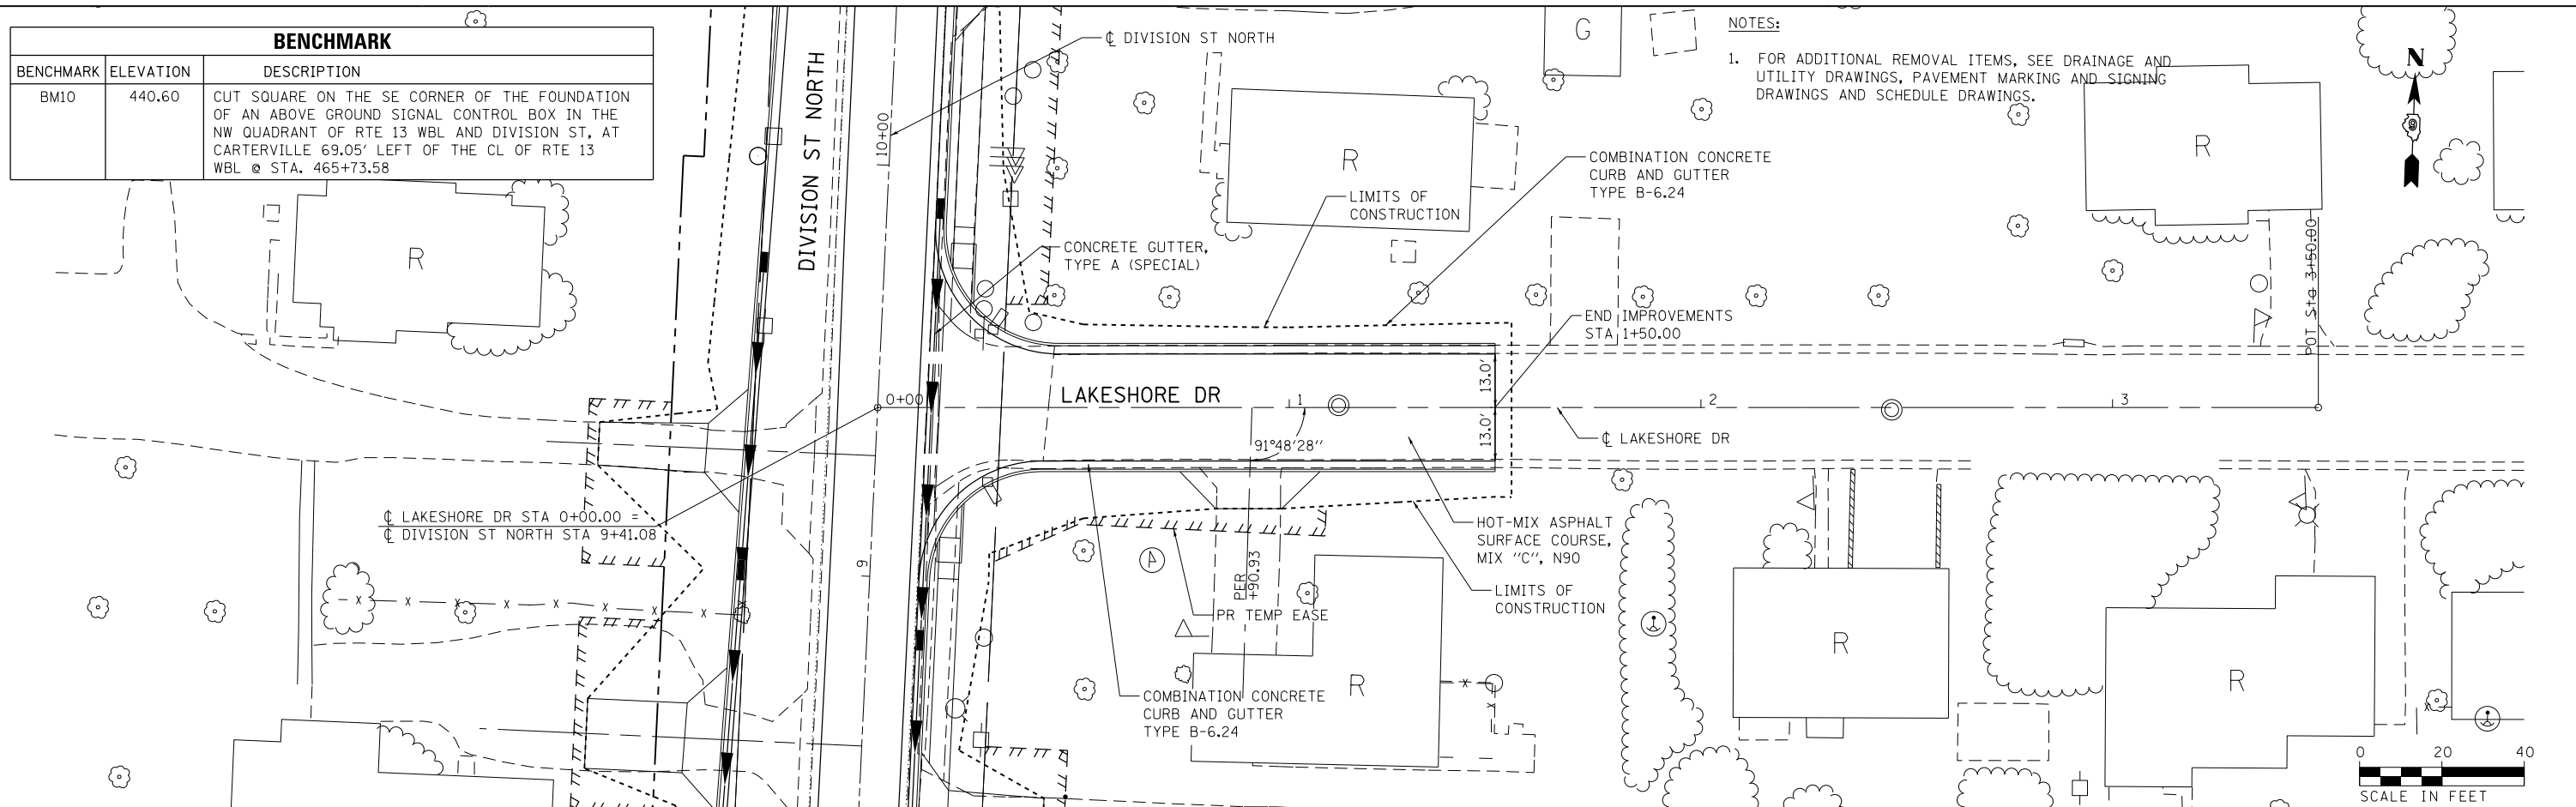 BENCHMARK
BENCHMARK ELEVATION DESCRIPTION
BM10 440.60 CUT SQUARE ON THE SE CORNER OF THE FOUNDATION
OF AN ABOVE GROUND SIGNAL CONTROL BOX IN THE
NW QUADRANT OF RTE 13 WBL AND DIVISION ST, AT
CARTERVILLE 69.05' LEFT OF THE CL OF RTE 13
WBL @ STA. 465+73.58
NOTES:
1. FOR ADDITIONAL REMOVAL ITEMS, SEE DRAINAGE AND
UTILITY DRAWINGS, PAVEMENT MARKING AND SIGNING
DRAWINGS AND SCHEDULE DRAWINGS.
N
℄ DIVISION ST NORTH
DIVISION ST NORTH
10+00
G
R
R
R
COMBINATION CONCRETE
CURB AND GUTTER
TYPE B-6.24
LIMITS OF
CONSTRUCTION
CONCRETE GUTTER,
TYPE A (SPECIAL)
END IMPROVEMENTS
STA 1+50.00
POT Sta 3+50.00
LAKESHORE DR
0+00
1
2
3
13.0'
13.0'
91°48'28"
℄ LAKESHORE DR
℄ LAKESHORE DR STA 0+00.00 =
℄ DIVISION ST NORTH STA 9+41.08
9
HOT-MIX ASPHALT
SURFACE COURSE,
MIX "C", N90
LIMITS OF
CONSTRUCTION
PER
+90.93
PR TEMP EASE
COMBINATION CONCRETE
CURB AND GUTTER
TYPE B-6.24
A
R
R
R
0 20 40
SCALE IN FEET